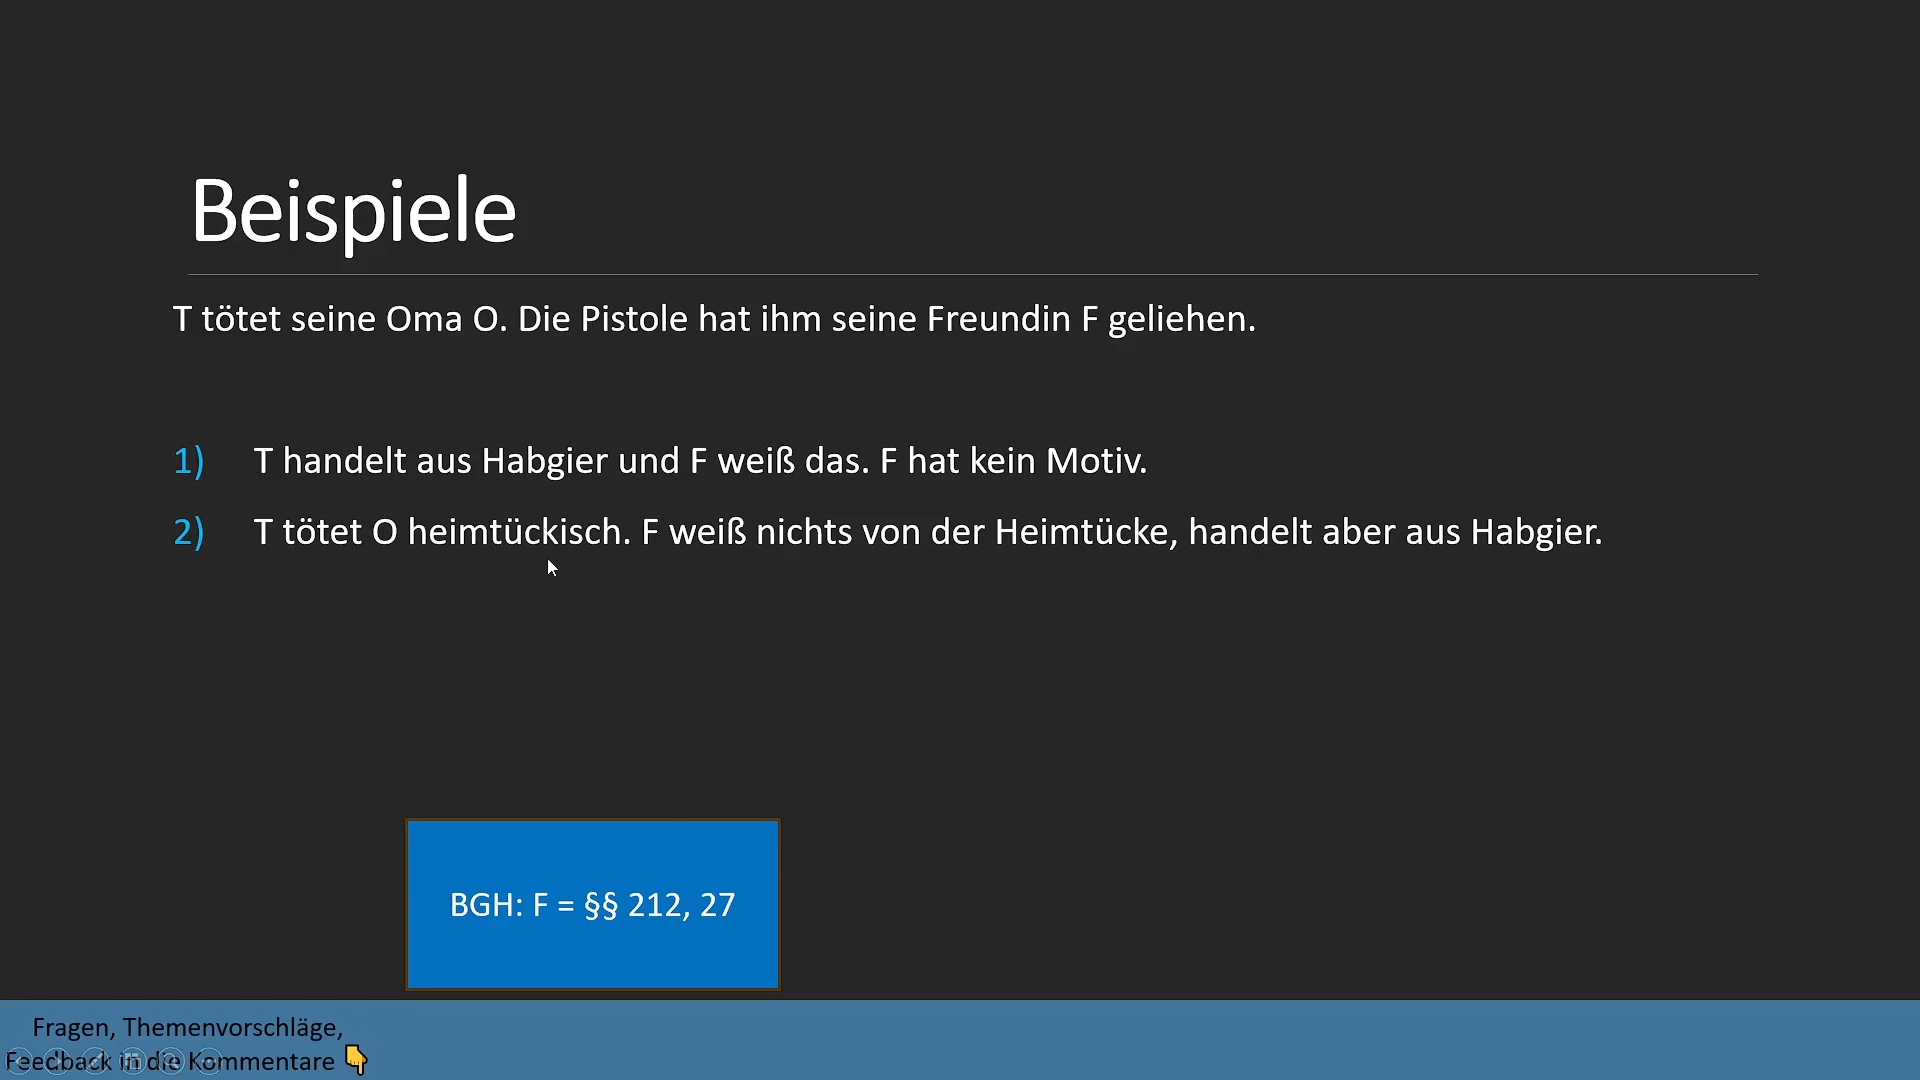 Beispiele
T tötet seine Oma O. Die Pistole hat ihm seine Freundin F geliehen.
1) T handelt aus Habgier und F weiß das. F hat kein Motiv.
2) T tötet O heimtückisch. F weiß nichts von der Heimtücke, handelt aber aus Habgier.
BGH: F = §§ 212, 27
Fragen, Themenvorschläge,
Feedback in die Kommentare 👇